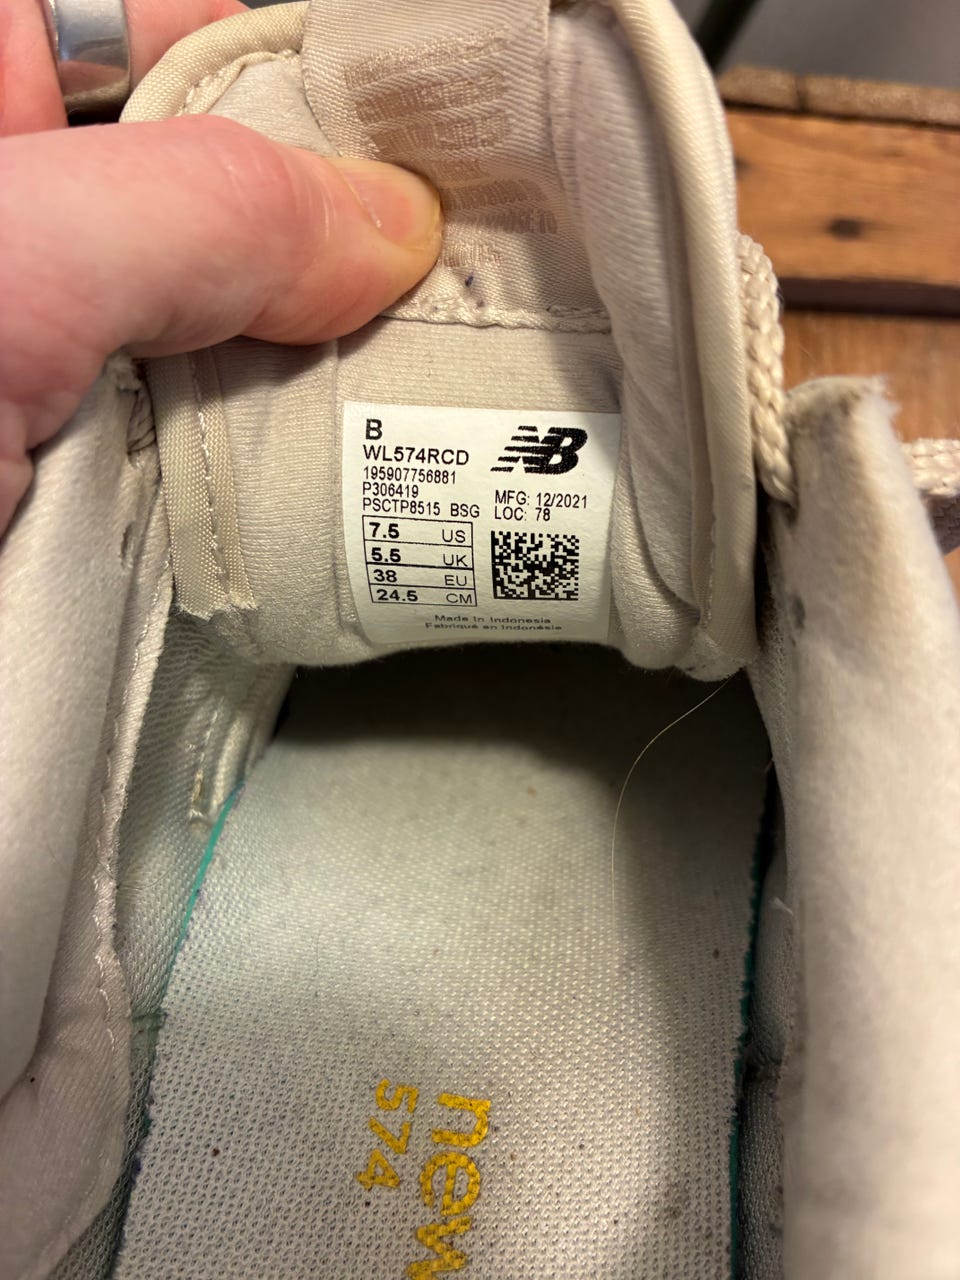 B
WL574RCD
195907756881
P306419
PSCTP8515 BSG
NB
MFG: 12/2021
LOC: 78
7.5 US
5.5 UK
38 EU
24.5 CM
Made in Indonesia
Fabriqué en Indonésie
new
574